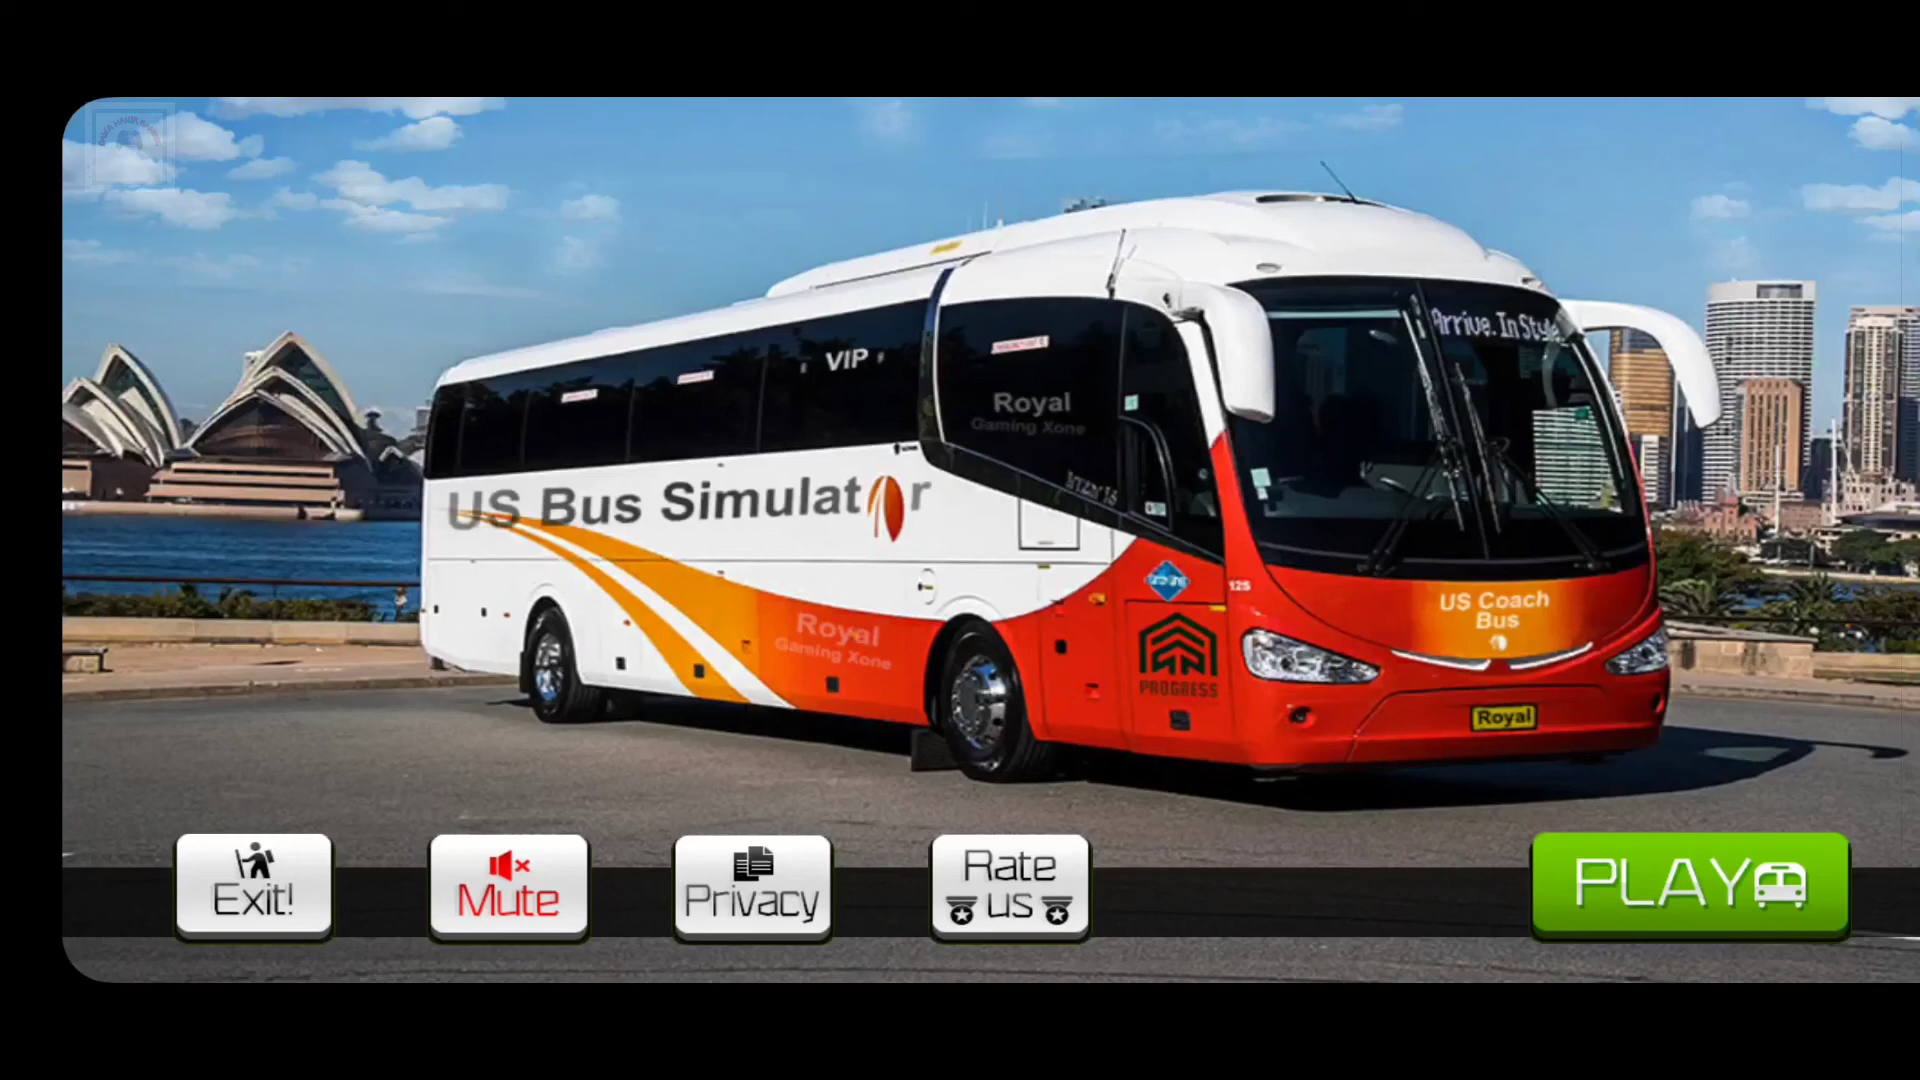 Arrive. In Style
VIP
Royal
Gaming Xone
US Bus Simulator
125
US Coach
Bus
Royal
Gaming Xone
PROGRESS
Royal
Exit!
Mute
Privacy
Rate
us
PLAY